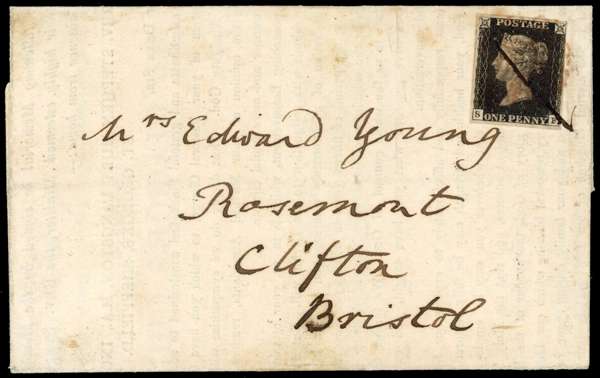 POSTAGE
S
ONE PENNY
Mrs Edward Young
Rosemont
Clifton
Bristol